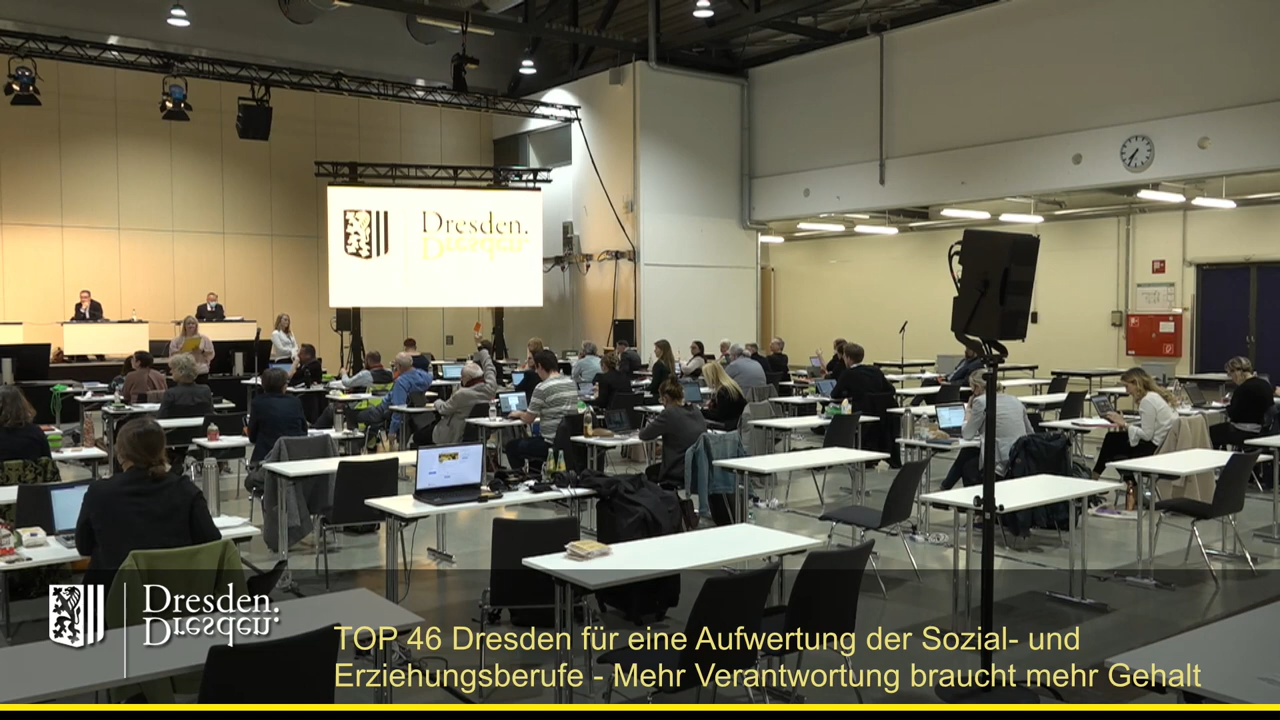 Dresden.
Dresden.
Dresden.
Dresden.
TOP 46 Dresden für eine Aufwertung der Sozial- und
Erziehungsberufe - Mehr Verantwortung braucht mehr Gehalt